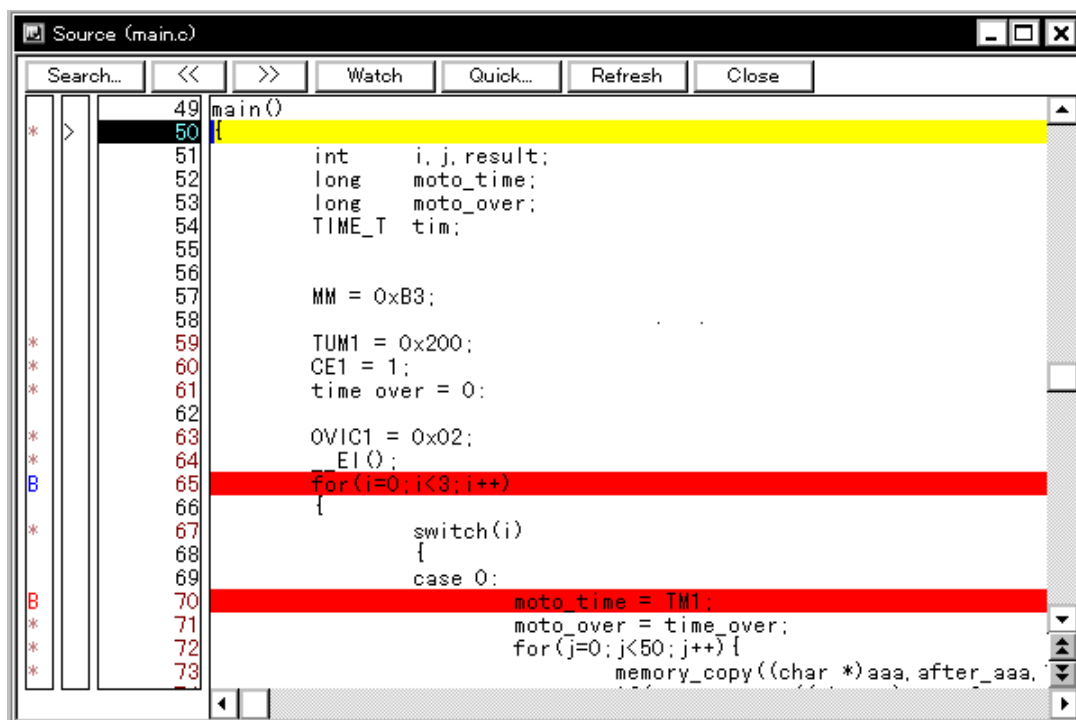 Source (main.c)
Search... << >> Watch Quick... Refresh Close
49 main()
* > 50 {
51 int i,j,result;
52 long moto_time;
53 long moto_over;
54 TIME_T tim;
55
56
57 MM = 0xB3;
58
* 59 TUM1 = 0x200;
* 60 CE1 = 1;
* 61 time over = 0:
62
* 63 OVIC1 = 0x02;
* 64 __EI();
B 65 for(i=0;i<3;i++)
66 {
* 67 switch(i)
68 {
69 case 0:
B 70 moto_time = TM1;
* 71 moto_over = time_over;
* 72 for(j=0;j<50;j++){
* 73 memory_copy((char *)aaa,after_aaa,